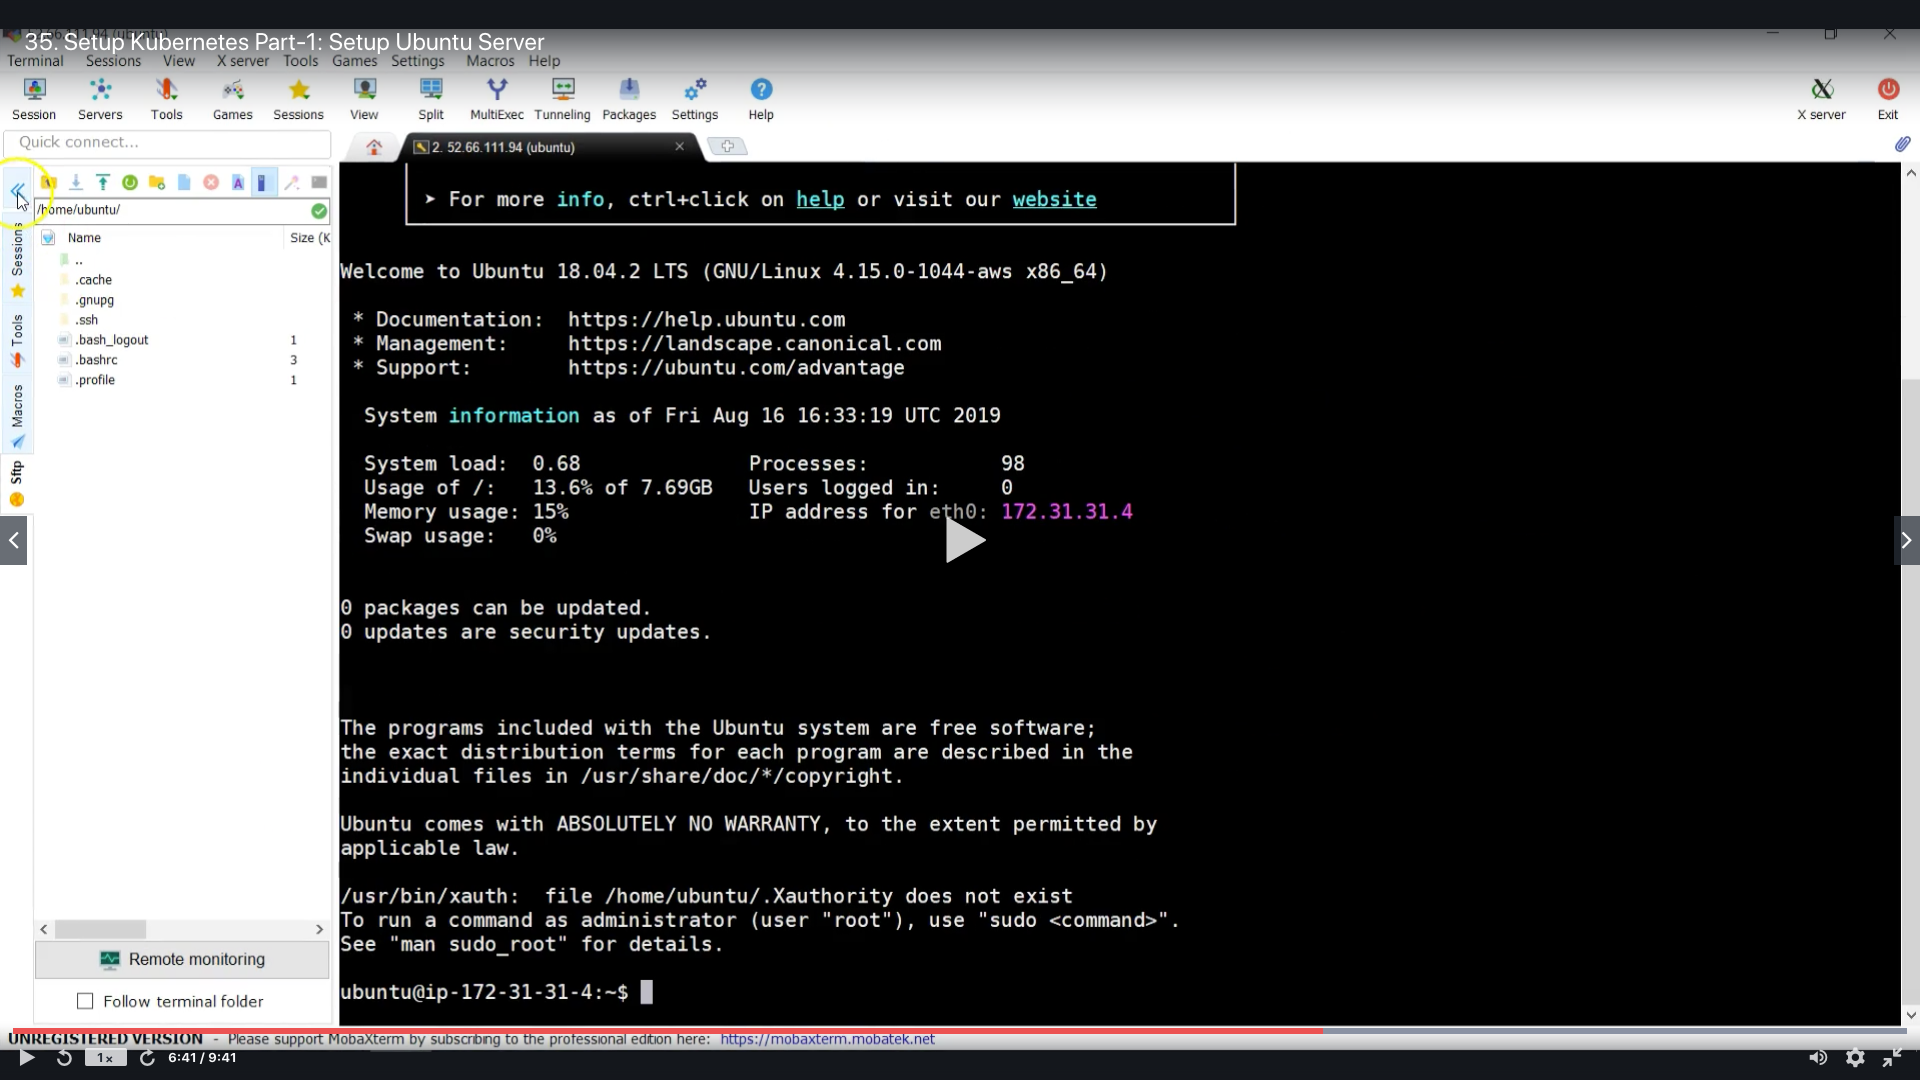 35. Setup Kubernetes Part-1: Setup Ubuntu Server
Terminal Sessions View X server Tools Games Settings Macros Help
Session Servers Tools Games Sessions View Split MultiExec Tunneling Packages Settings Help X server Exit
Quick connect...
2. 52.66.111.94 (ubuntu)
/home/ubuntu/
Name Size (K
..
.cache
.gnupg
.ssh
.bash_logout 1
.bashrc 3
.profile 1
Sessions
Tools
Macros
Sftp
Remote monitoring
Follow terminal folder
➤ For more info, ctrl+click on help or visit our website
Welcome to Ubuntu 18.04.2 LTS (GNU/Linux 4.15.0-1044-aws x86_64)
* Documentation: https://help.ubuntu.com
* Management: https://landscape.canonical.com
* Support: https://ubuntu.com/advantage
System information as of Fri Aug 16 16:33:19 UTC 2019
System load: 0.68 Processes: 98
Usage of /: 13.6% of 7.69GB Users logged in: 0
Memory usage: 15% IP address for eth0: 172.31.31.4
Swap usage: 0%
0 packages can be updated.
0 updates are security updates.
The programs included with the Ubuntu system are free software;
the exact distribution terms for each program are described in the
individual files in /usr/share/doc/*/copyright.
Ubuntu comes with ABSOLUTELY NO WARRANTY, to the extent permitted by
applicable law.
/usr/bin/xauth: file /home/ubuntu/.Xauthority does not exist
To run a command as administrator (user "root"), use "sudo <command>".
See "man sudo_root" for details.
ubuntu@ip-172-31-31-4:~$
UNREGISTERED VERSION - Please support MobaXterm by subscribing to the professional edition here: https://mobaxterm.mobatek.net
1x 6:41 / 9:41